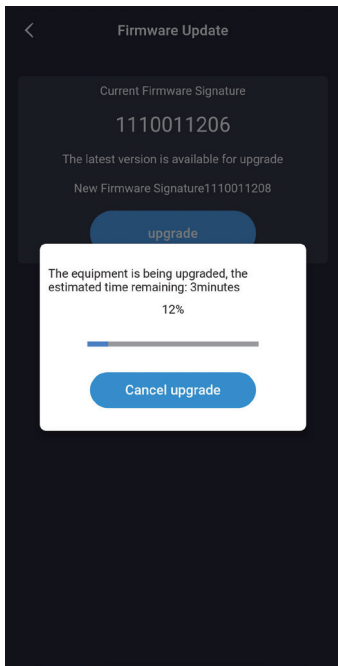 Firmware Update
Current Firmware Signature
1110011206
The latest version is available for upgrade
New Firmware Signature1110011208
upgrade
The equipment is being upgraded, the
estimated time remaining: 3minutes
12%
Cancel upgrade